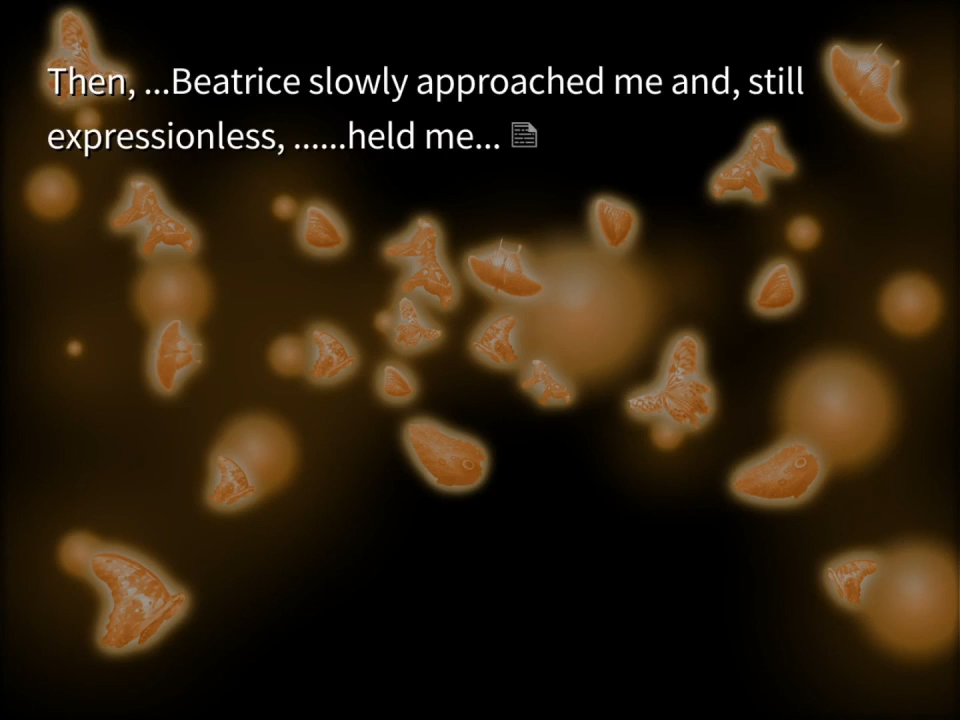 Then, ...Beatrice slowly approached me and, still
expressionless, ......held me...